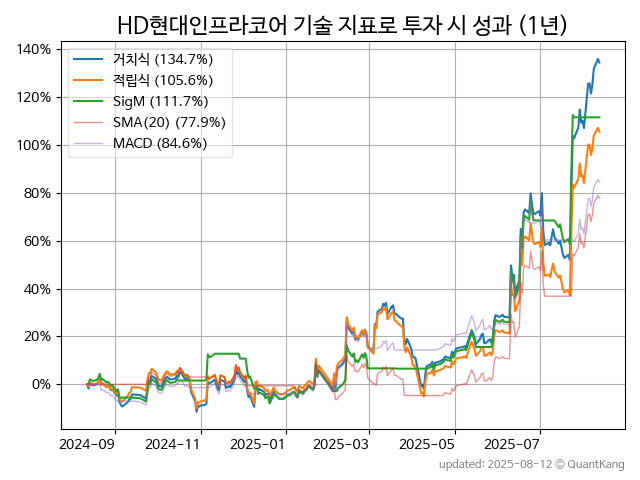 HD현대인프라코어 기술 지표로 투자 시 성과 (1년)
140%
120%
100%
80%
60%
40%
20%
0%
거치식 (134.7%)
적립식 (105.6%)
SigM (111.7%)
SMA(20) (77.9%)
MACD (84.6%)
2024-09
2024-11
2025-01
2025-03
2025-05
2025-07
updated: 2025-08-12 © QuantKang